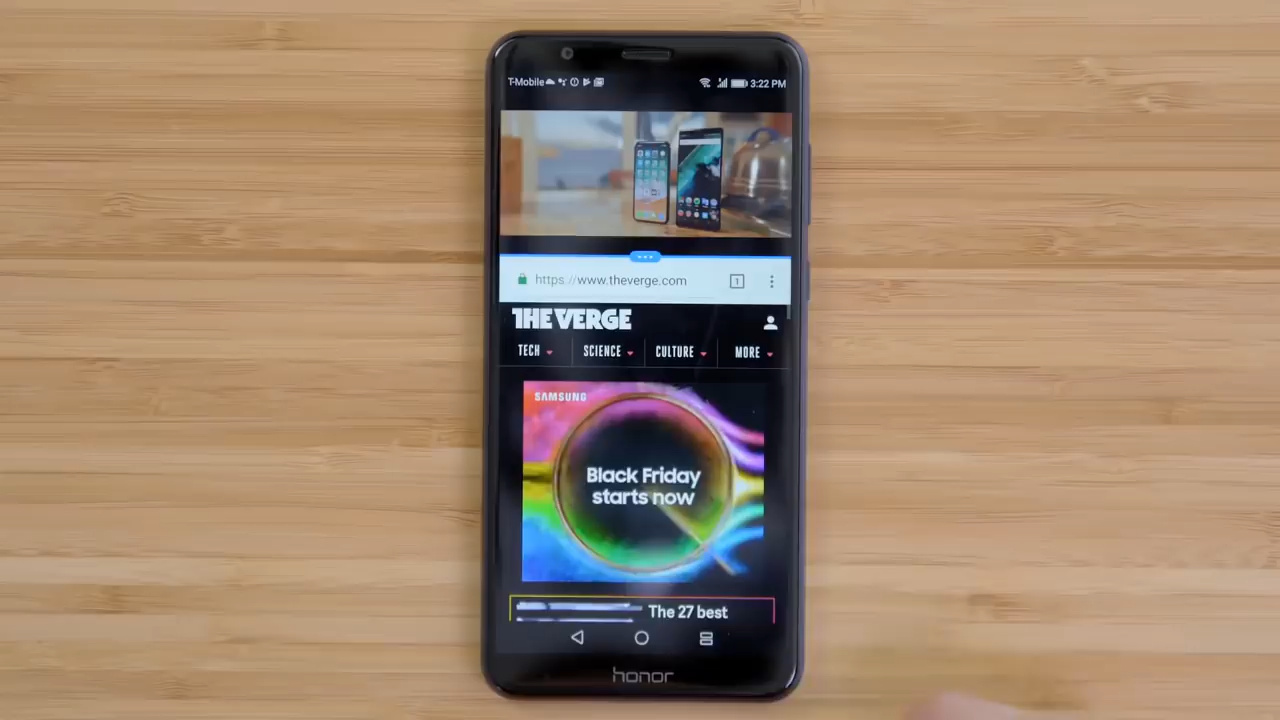 T-Mobile
3:22 PM
https://www.theverge.com
1
THE VERGE
TECH SCIENCE CULTURE MORE
SAMSUNG
Black Friday
starts now
The 27 best
honor